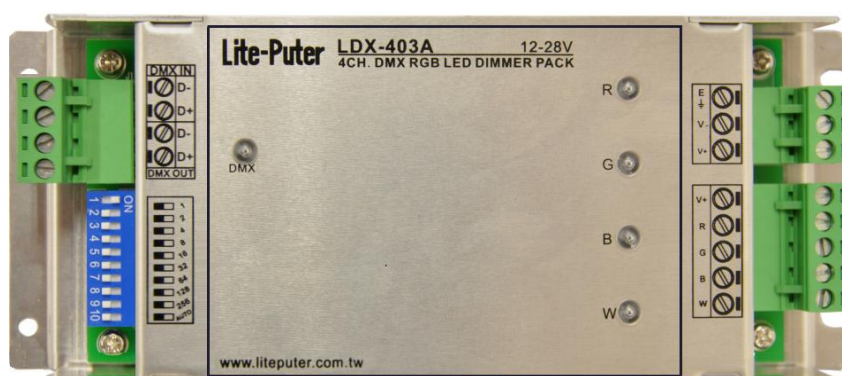 Lite-Puter LDX-403A 12-28V
4CH. DMX RGB LED DIMMER PACK
DMX IN
D-
D+
D-
D+
DMX OUT
ON
1
2
3
4
5
6
7
8
9
10
1
2
4
8
16
32
64
128
256
AUTO
DMX
R
G
B
W
E
V-
V+
V+
R
G
B
W
www.liteputer.com.tw